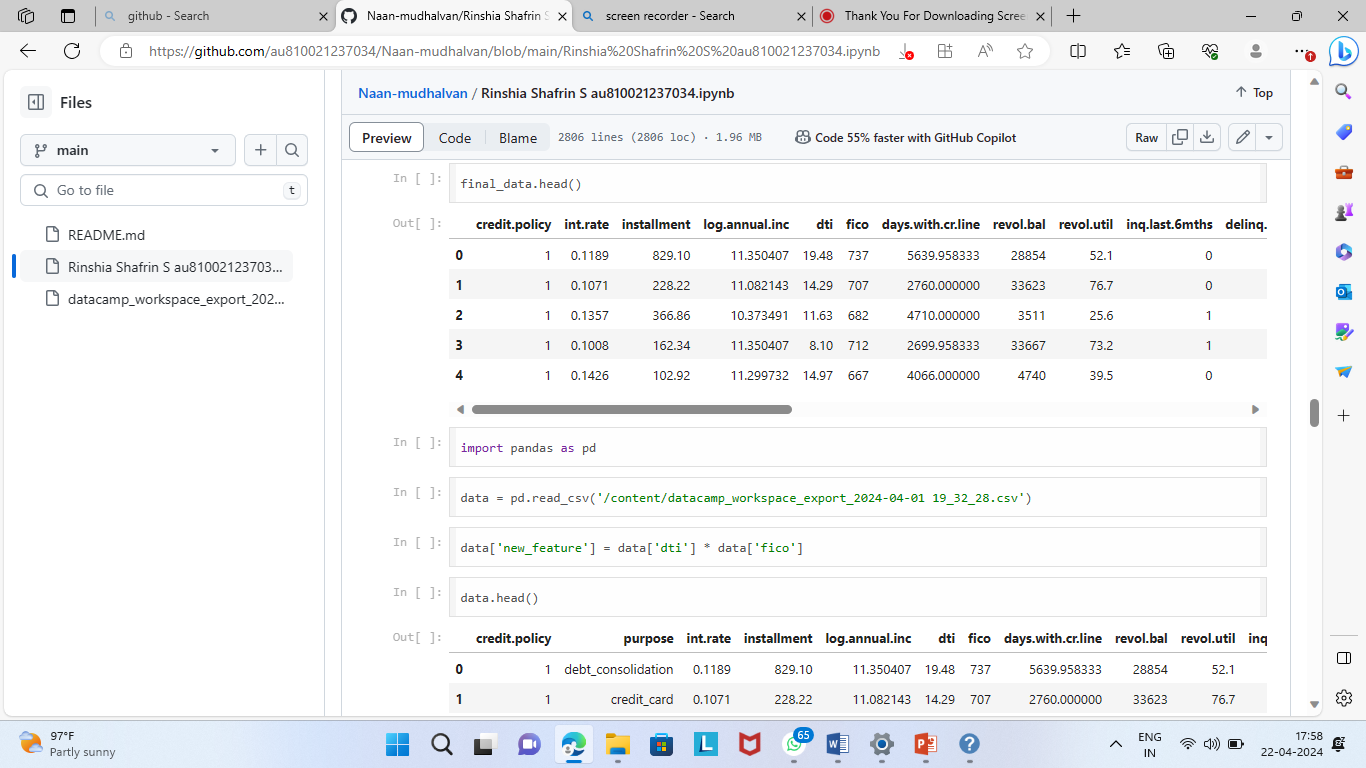 github - Search
Naan-mudhalvan/Rinshia Shafrin S
screen recorder - Search
Thank You For Downloading Scre
https://github.com/au810021237034/Naan-mudhalvan/blob/main/Rinshia%20Shafrin%20S%20au810021237034.ipynb
Files
main
Go to file
t
README.md
Rinshia Shafrin S au81002123703...
datacamp_workspace_export_202...
Naan-mudhalvan / Rinshia Shafrin S au810021237034.ipynb
Top
Preview Code Blame 2806 lines (2806 loc) · 1.96 MB Code 55% faster with GitHub Copilot Raw
In [ ]: final_data.head()
Out[ ]: credit.policy int.rate installment log.annual.inc dti fico days.with.cr.line revol.bal revol.util inq.last.6mths delinq.
0 1 0.1189 829.10 11.350407 19.48 737 5639.958333 28854 52.1 0
1 1 0.1071 228.22 11.082143 14.29 707 2760.000000 33623 76.7 0
2 1 0.1357 366.86 10.373491 11.63 682 4710.000000 3511 25.6 1
3 1 0.1008 162.34 11.350407 8.10 712 2699.958333 33667 73.2 1
4 1 0.1426 102.92 11.299732 14.97 667 4066.000000 4740 39.5 0
In [ ]: import pandas as pd
In [ ]: data = pd.read_csv('/content/datacamp_workspace_export_2024-04-01 19_32_28.csv')
In [ ]: data['new_feature'] = data['dti'] * data['fico']
In [ ]: data.head()
Out[ ]: credit.policy purpose int.rate installment log.annual.inc dti fico days.with.cr.line revol.bal revol.util inq
0 1 debt_consolidation 0.1189 829.10 11.350407 19.48 737 5639.958333 28854 52.1
1 1 credit_card 0.1071 228.22 11.082143 14.29 707 2760.000000 33623 76.7
97°F
Partly sunny
65
ENG
IN
17:58
22-04-2024